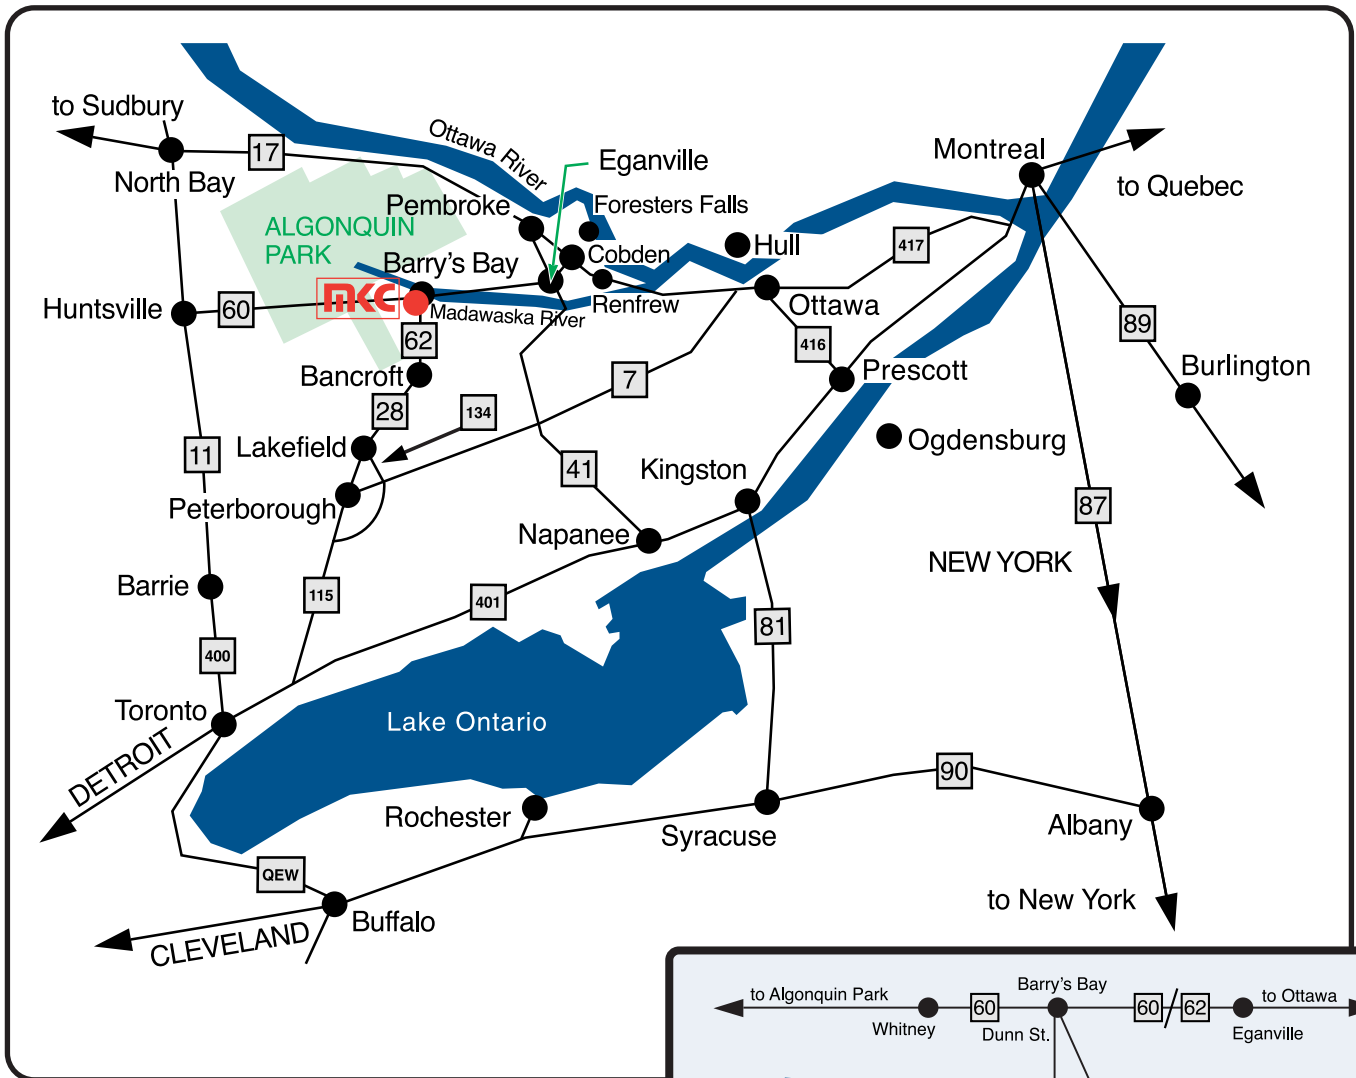 to Sudbury
17
North Bay
Ottawa River
Eganville
Montreal
to Quebec
ALGONQUIN
PARK
Pembroke
Foresters Falls
Hull
417
Barry's Bay
Cobden
Huntsville
60
MKC
Madawaska River
Renfrew
Ottawa
62
416
89
Bancroft
7
Prescott
Burlington
28
134
Lakefield
Ogdensburg
11
41
Kingston
Peterborough
87
Napanee
NEW YORK
Barrie
115
401
81
400
Toronto
Lake Ontario
DETROIT
90
Rochester
Syracuse
Albany
QEW
to New York
Buffalo
CLEVELAND
to Algonquin Park
Barry's Bay
to Ottawa
60
60/62
Whitney
Dunn St.
Eganville